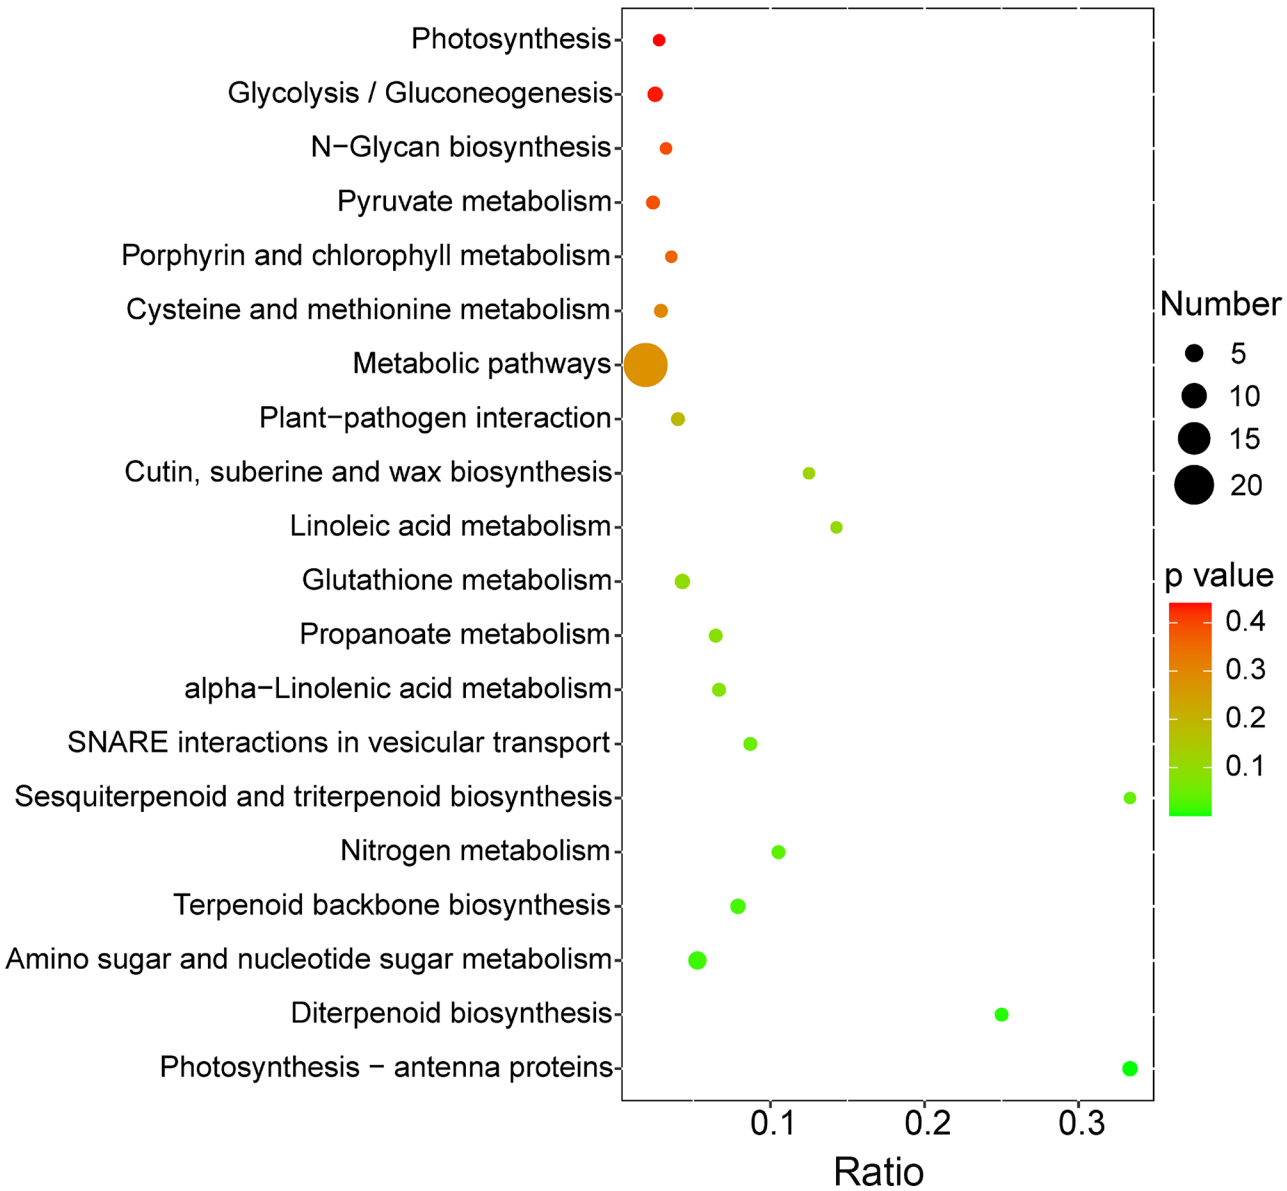 Photosynthesis
Glycolysis / Gluconeogenesis
N−Glycan biosynthesis
Pyruvate metabolism
Porphyrin and chlorophyll metabolism
Cysteine and methionine metabolism
Metabolic pathways
Plant−pathogen interaction
Cutin, suberine and wax biosynthesis
Linoleic acid metabolism
Glutathione metabolism
Propanoate metabolism
alpha−Linolenic acid metabolism
SNARE interactions in vesicular transport
Sesquiterpenoid and triterpenoid biosynthesis
Nitrogen metabolism
Terpenoid backbone biosynthesis
Amino sugar and nucleotide sugar metabolism
Diterpenoid biosynthesis
Photosynthesis − antenna proteins
0.1 0.2 0.3
Ratio
Number
5
10
15
20
p value
0.4
0.3
0.2
0.1